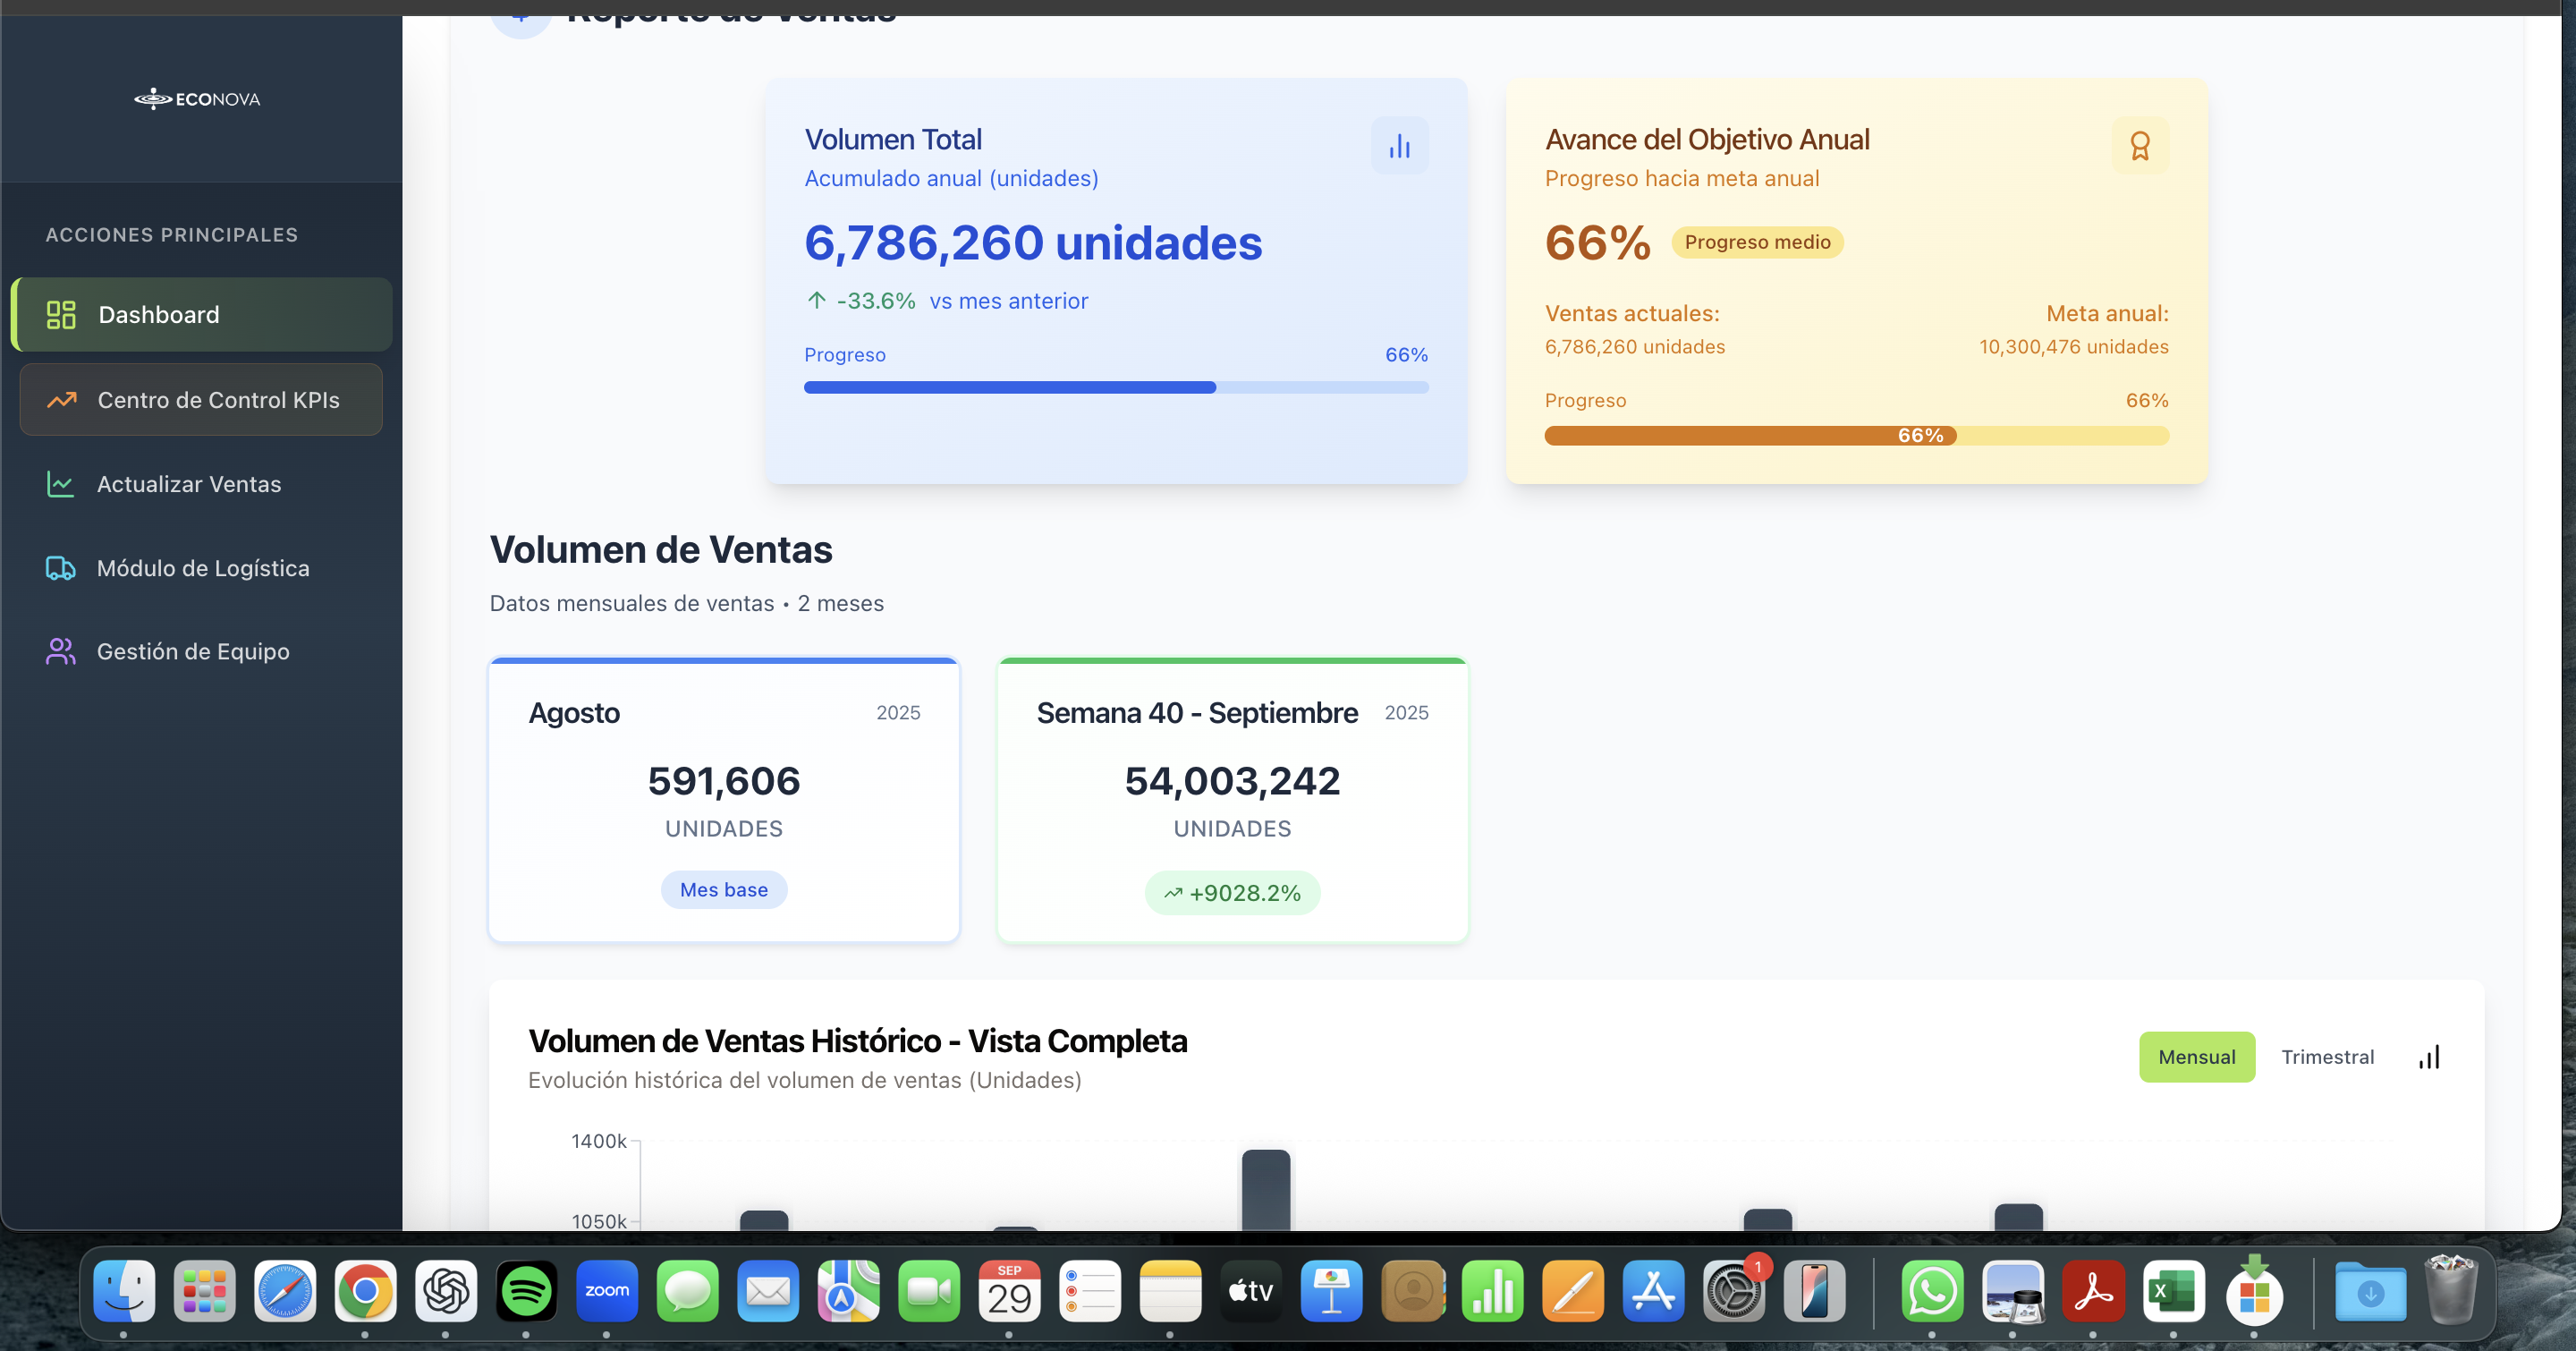 Reporte de Ventas
ECONOVA
ACCIONES PRINCIPALES
Dashboard
Centro de Control KPIs
Actualizar Ventas
Módulo de Logística
Gestión de Equipo
Volumen Total
Acumulado anual (unidades)
6,786,260 unidades
↑ -33.6% vs mes anterior
Progreso 66%
Avance del Objetivo Anual
Progreso hacia meta anual
66% Progreso medio
Ventas actuales: Meta anual:
6,786,260 unidades 10,300,476 unidades
Progreso 66%
66%
Volumen de Ventas
Datos mensuales de ventas • 2 meses
Agosto 2025
591,606
UNIDADES
Mes base
Semana 40 - Septiembre 2025
54,003,242
UNIDADES
+9028.2%
Volumen de Ventas Histórico - Vista Completa
Evolución histórica del volumen de ventas (Unidades)
Mensual Trimestral
1400k
1050k
zoom
SEP
29
tv
1
X